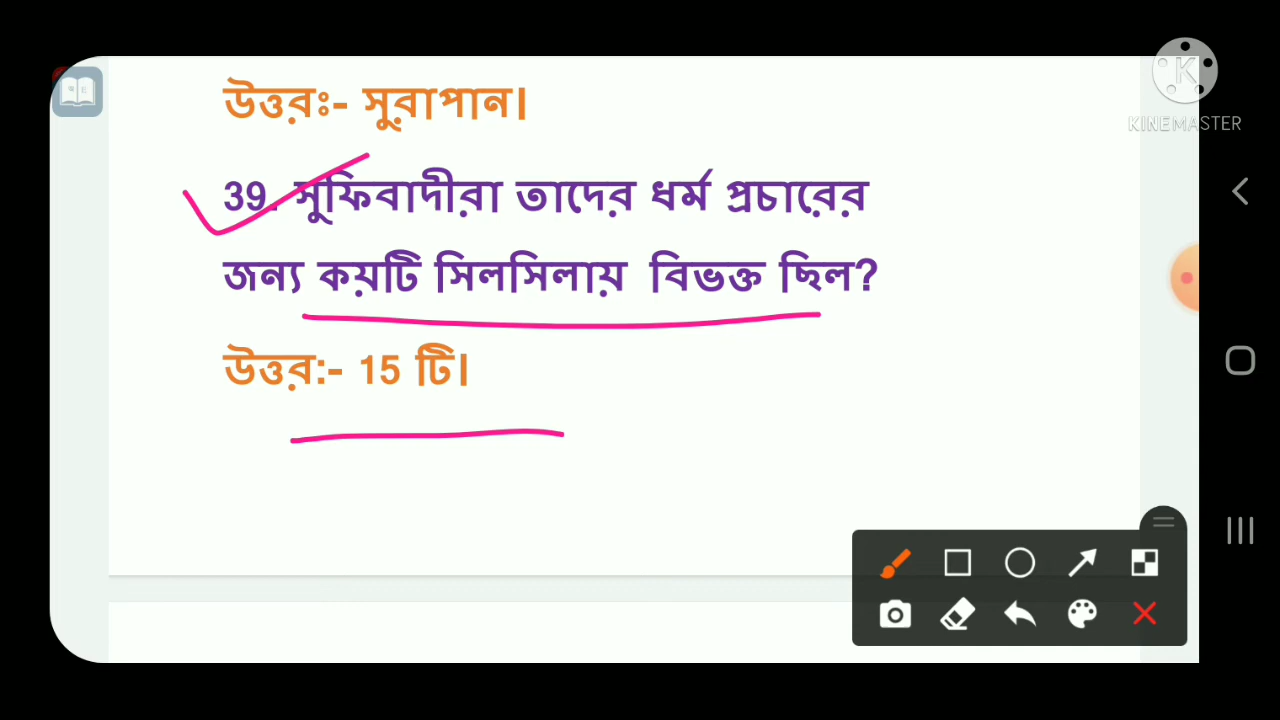 উত্তরঃ- সুরাপান।
39. সুফিবাদীরা তাদের ধর্ম প্রচারের
জন্য কয়টি সিলসিলায় বিভক্ত ছিল?
উত্তর:- 15 টি।
K
KINEMASTER